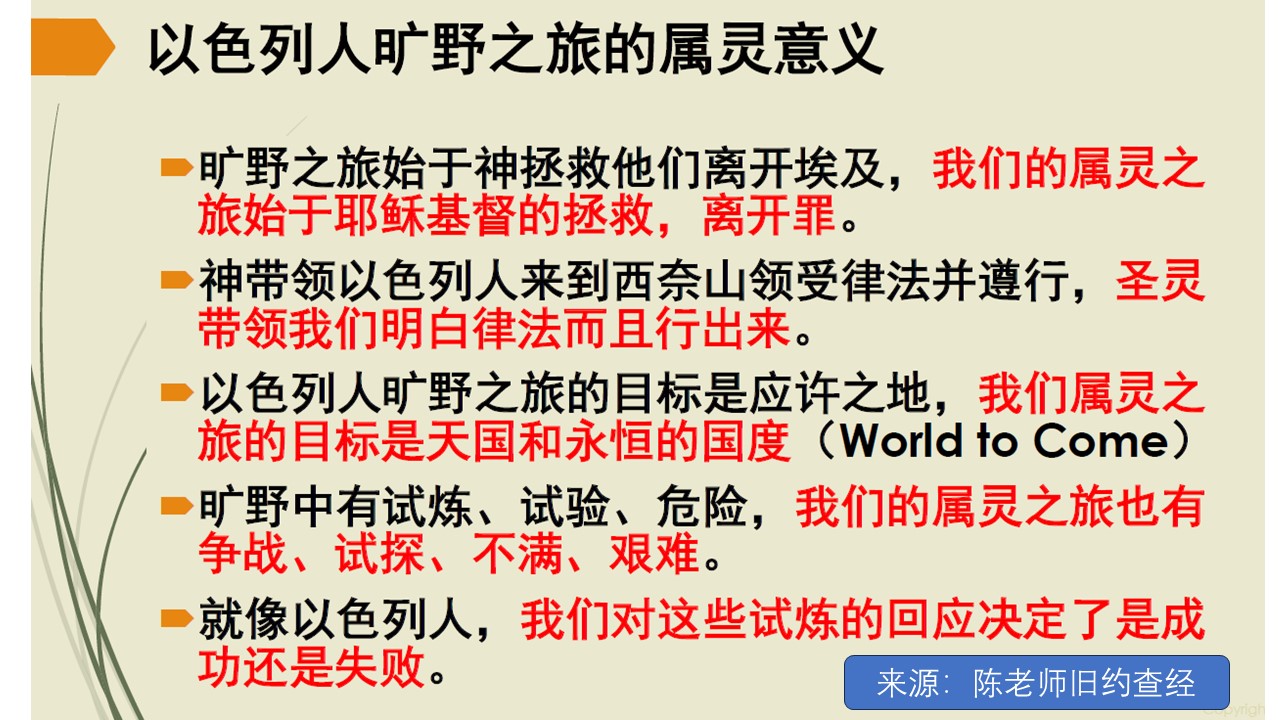 以色列人旷野之旅的属灵意义
旷野之旅始于神拯救他们离开埃及，我们的属灵之
旅始于耶稣基督的拯救，离开罪。
神带领以色列人来到西奈山领受律法并遵行，圣灵
带领我们明白律法而且行出来。
以色列人旷野之旅的目标是应许之地，我们属灵之
旅的目标是天国和永恒的国度（World to Come）
旷野中有试炼、试验、危险，我们的属灵之旅也有
争战、试探、不满、艰难。
就像以色列人，我们对这些试炼的回应决定了是成
功还是失败。
来源：陈老师旧约查经